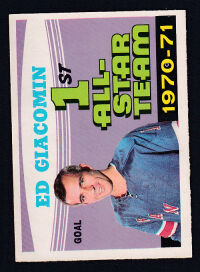 ED GIACOMIN
GOAL
1ST
ALL-
STAR
TEAM
1970-71